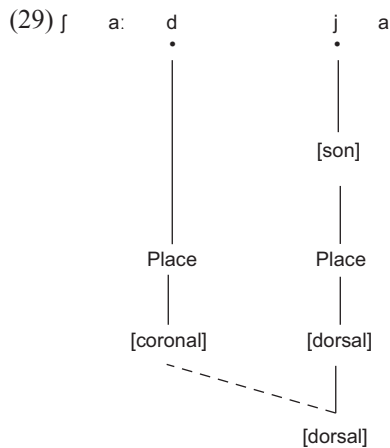 (29) ʃ a: d j a
[son]
Place Place
[coronal] [dorsal]
[dorsal]